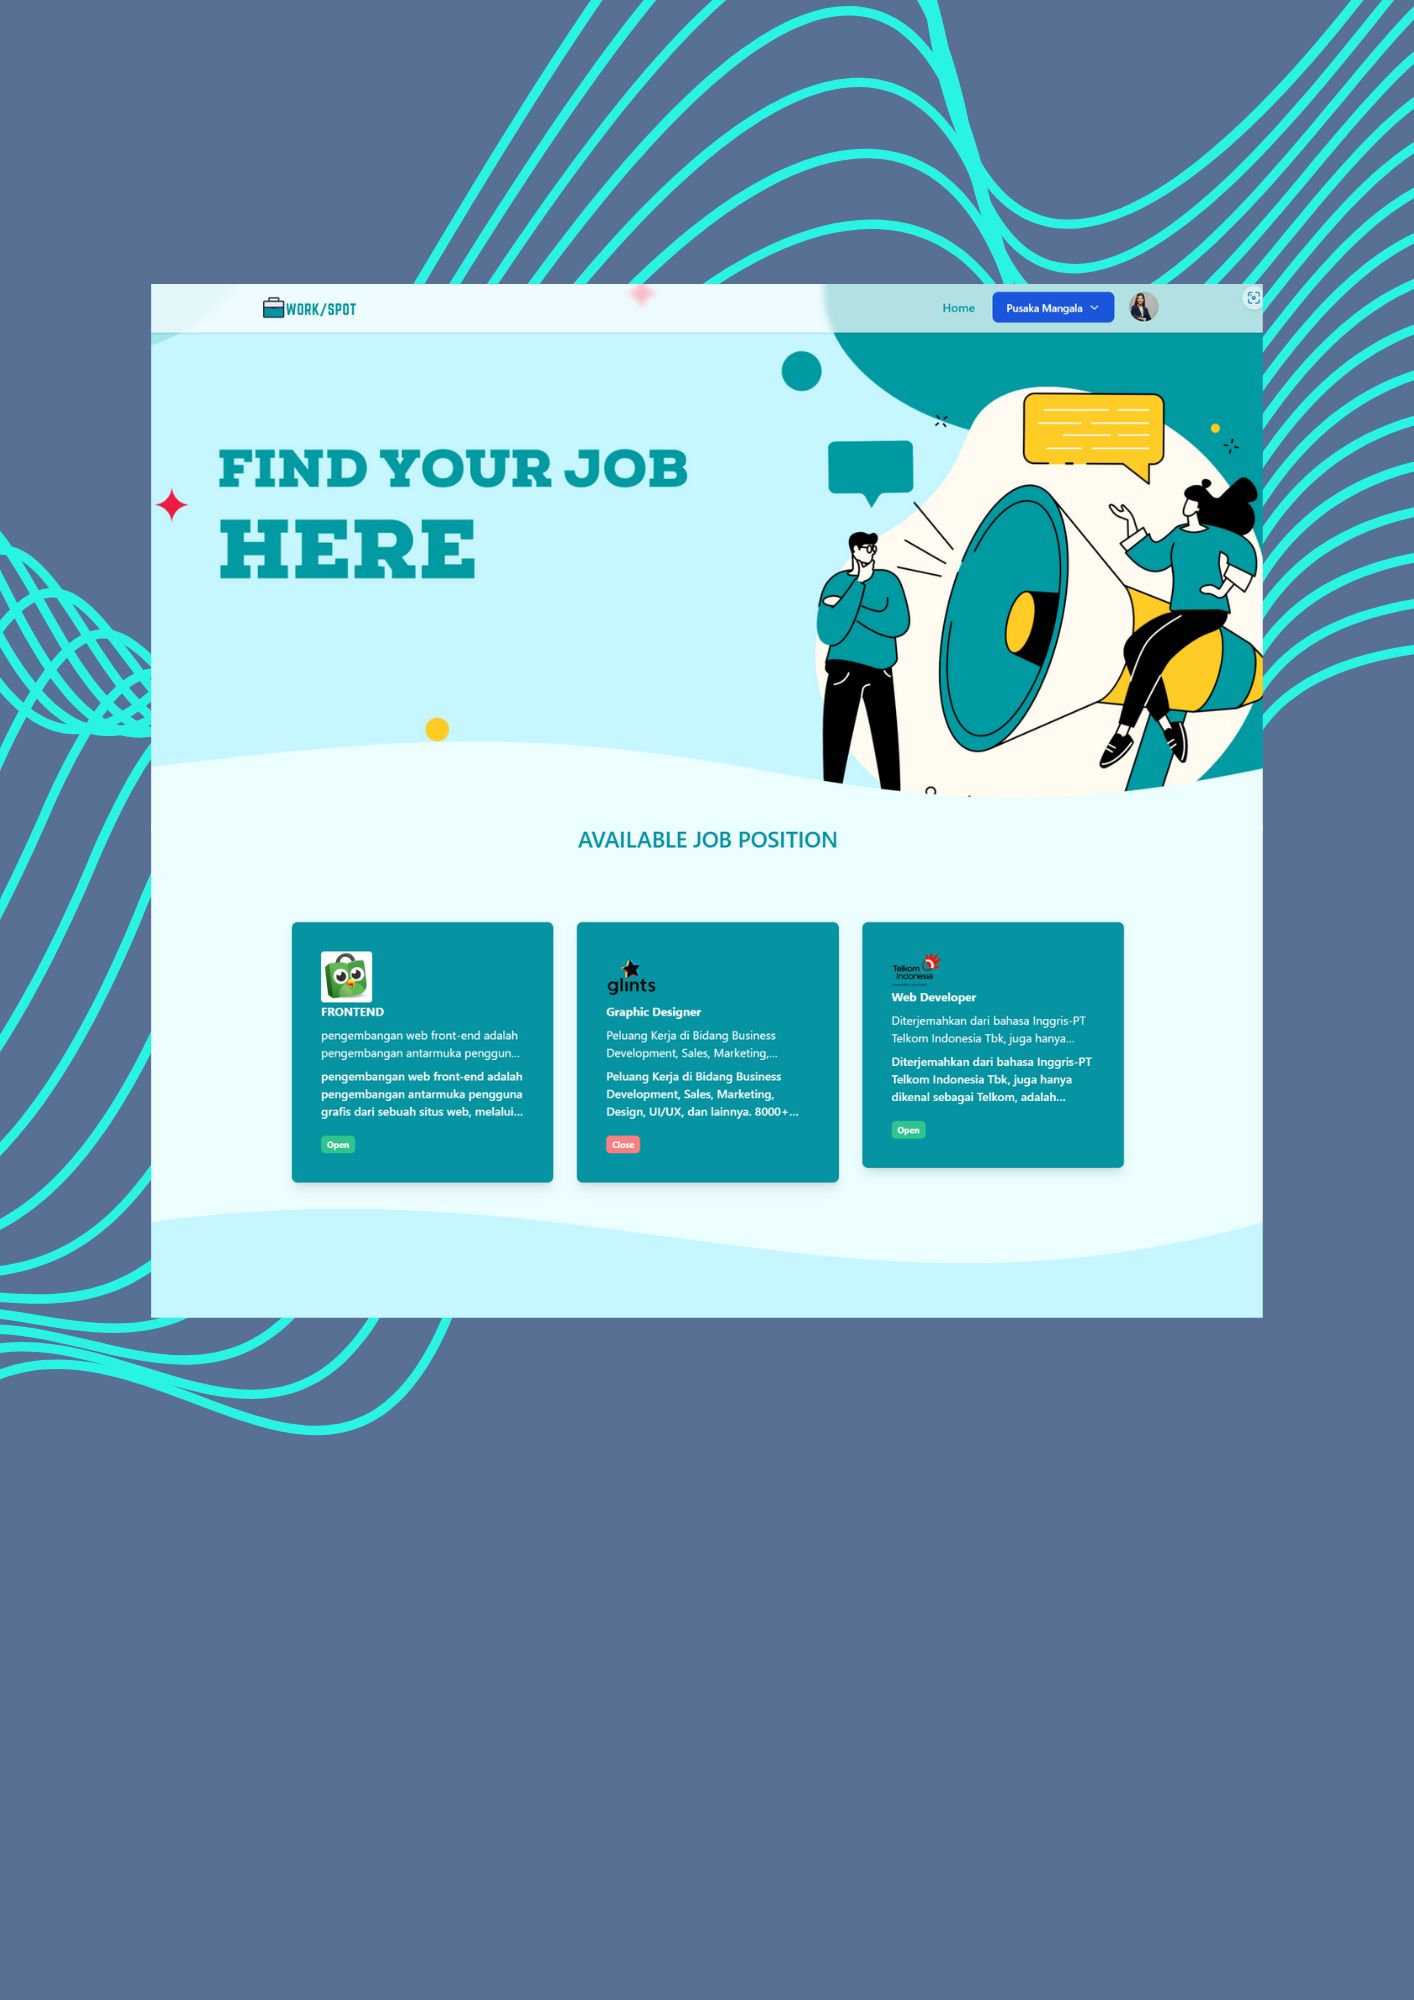 WORK/SPOT
Home
Pusaka Mangala
FIND YOUR JOB
HERE
AVAILABLE JOB POSITION
FRONTEND
pengembangan web front-end adalah
pengembangan antarmuka penggun...
pengembangan web front-end adalah
pengembangan antarmuka pengguna
grafis dari sebuah situs web, melalui...
Open
glints
Graphic Designer
Peluang Kerja di Bidang Business
Development, Sales, Marketing,...
Peluang Kerja di Bidang Business
Development, Sales, Marketing,
Design, UI/UX, dan lainnya. 8000+...
Close
Telkom
Indonesia
Web Developer
Diterjemahkan dari bahasa Inggris-PT
Telkom Indonesia Tbk, juga hanya...
Diterjemahkan dari bahasa Inggris-PT
Telkom Indonesia Tbk, juga hanya
dikenal sebagai Telkom, adalah...
Open